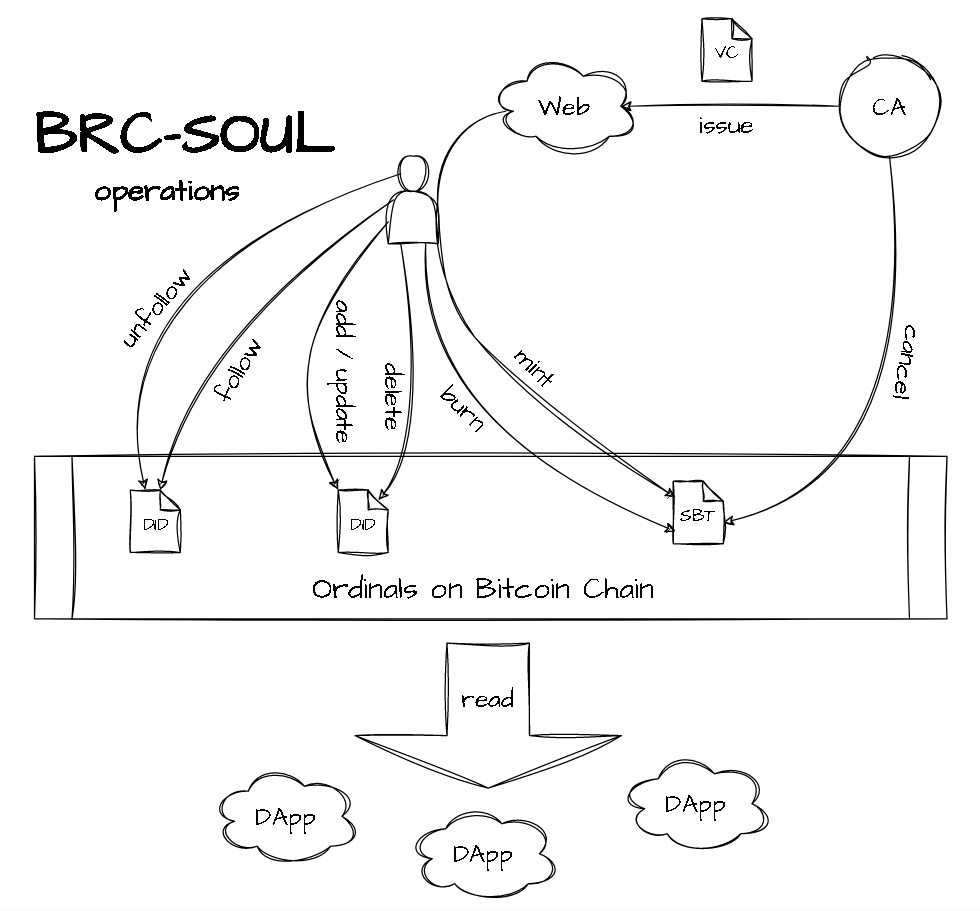 VC
Web
CA
issue
BRC-SOUL
operations
unfollow
follow
add / update
delete
burn
mint
cancel
DID
DID
SBT
Ordinals on Bitcoin Chain
read
DApp
DApp
DApp